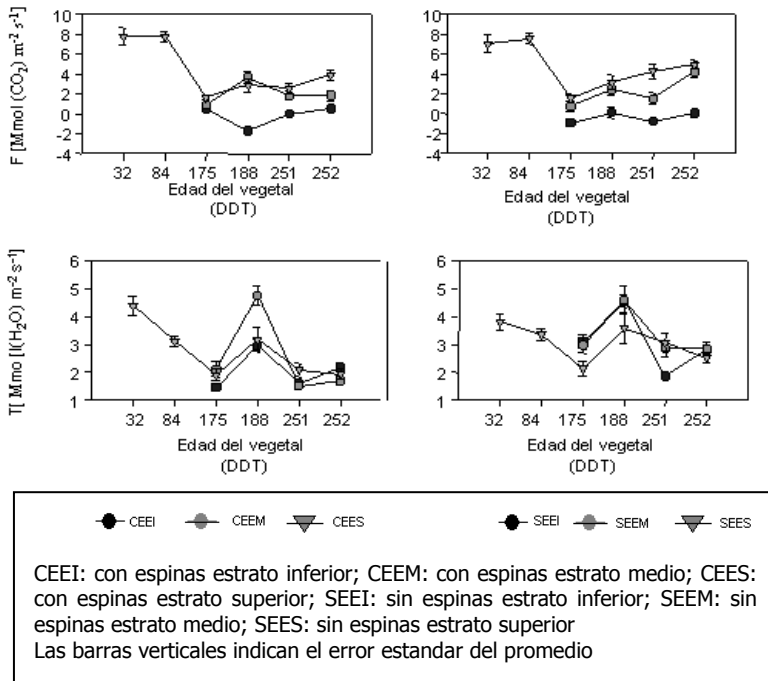 10
8
6
4
2
0
-2
-4
F [Mmol (CO₂) m⁻² s⁻¹]
32 84 175 188 251 252
Edad del vegetal
(DDT)
10
8
6
4
2
0
-2
-4
32 84 175 188 251 252
Edad del vegetal
(DDT)
6
5
4
3
2
1
T[ Mmo [l(H₂O) m⁻² s⁻¹]
32 84 175 188 251 252
Edad del vegetal
(DDT)
6
5
4
3
2
1
32 84 175 188 251 252
Edad del vegetal
(DDT)
CEEI CEEM CEES SEEI SEEM SEES
CEEI: con espinas estrato inferior; CEEM: con espinas estrato medio; CEES:
con espinas estrato superior; SEEI: sin espinas estrato inferior; SEEM: sin
espinas estrato medio; SEES: sin espinas estrato superior
Las barras verticales indican el error estandar del promedio